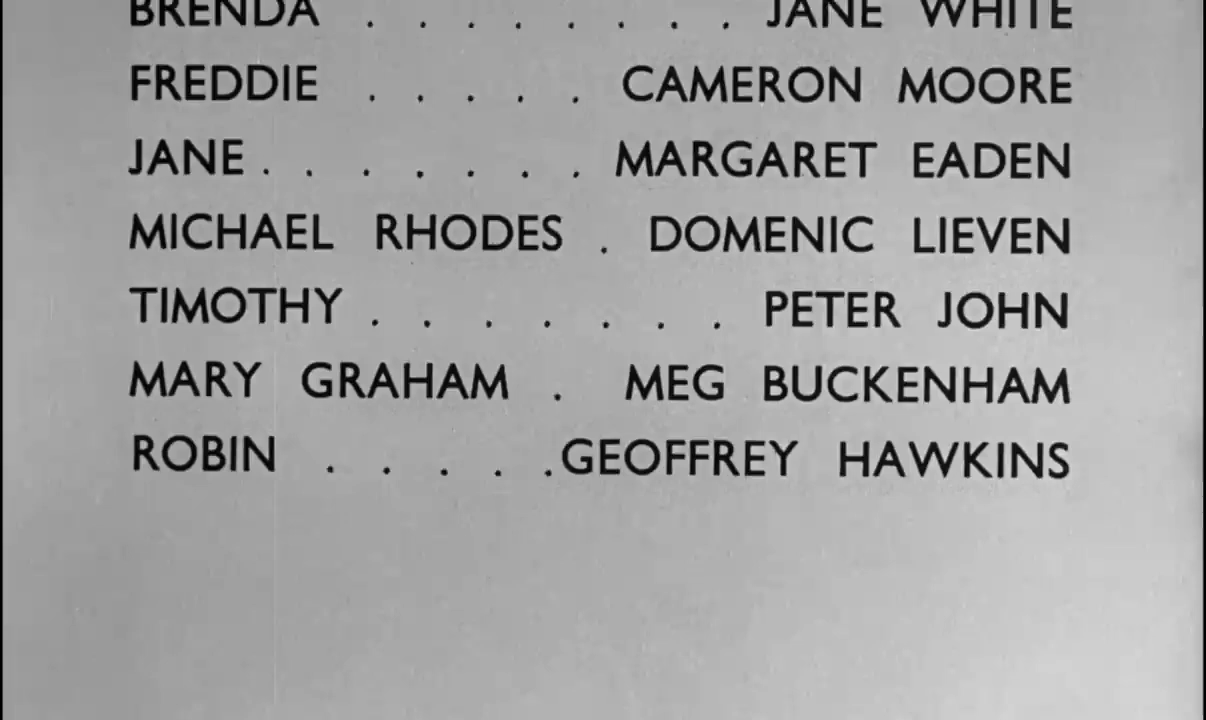 BRENDA . . . . . . . . JANE WHITE
FREDDIE . . . . . CAMERON MOORE
JANE . . . . . . . MARGARET EADEN
MICHAEL RHODES . DOMENIC LIEVEN
TIMOTHY . . . . . . . PETER JOHN
MARY GRAHAM . MEG BUCKENHAM
ROBIN . . . . . GEOFFREY HAWKINS